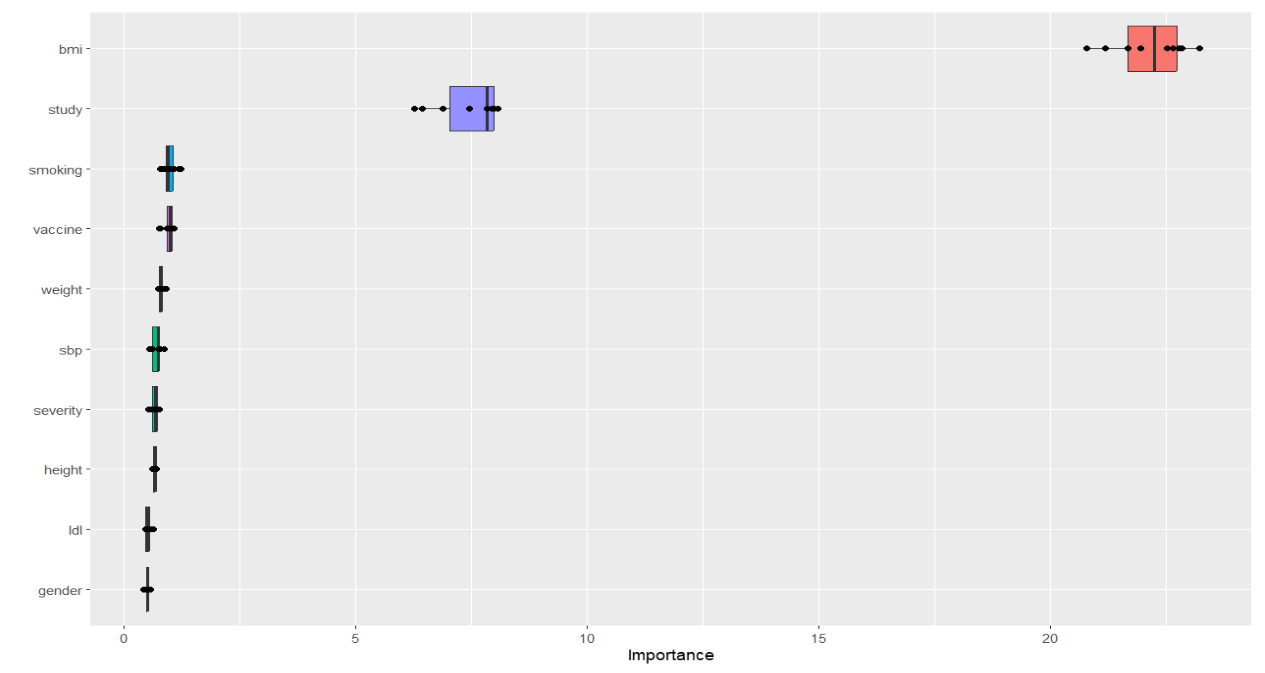 bmi
study
smoking
vaccine
weight
sbp
severity
height
ldl
gender
0 5 10 15 20
Importance